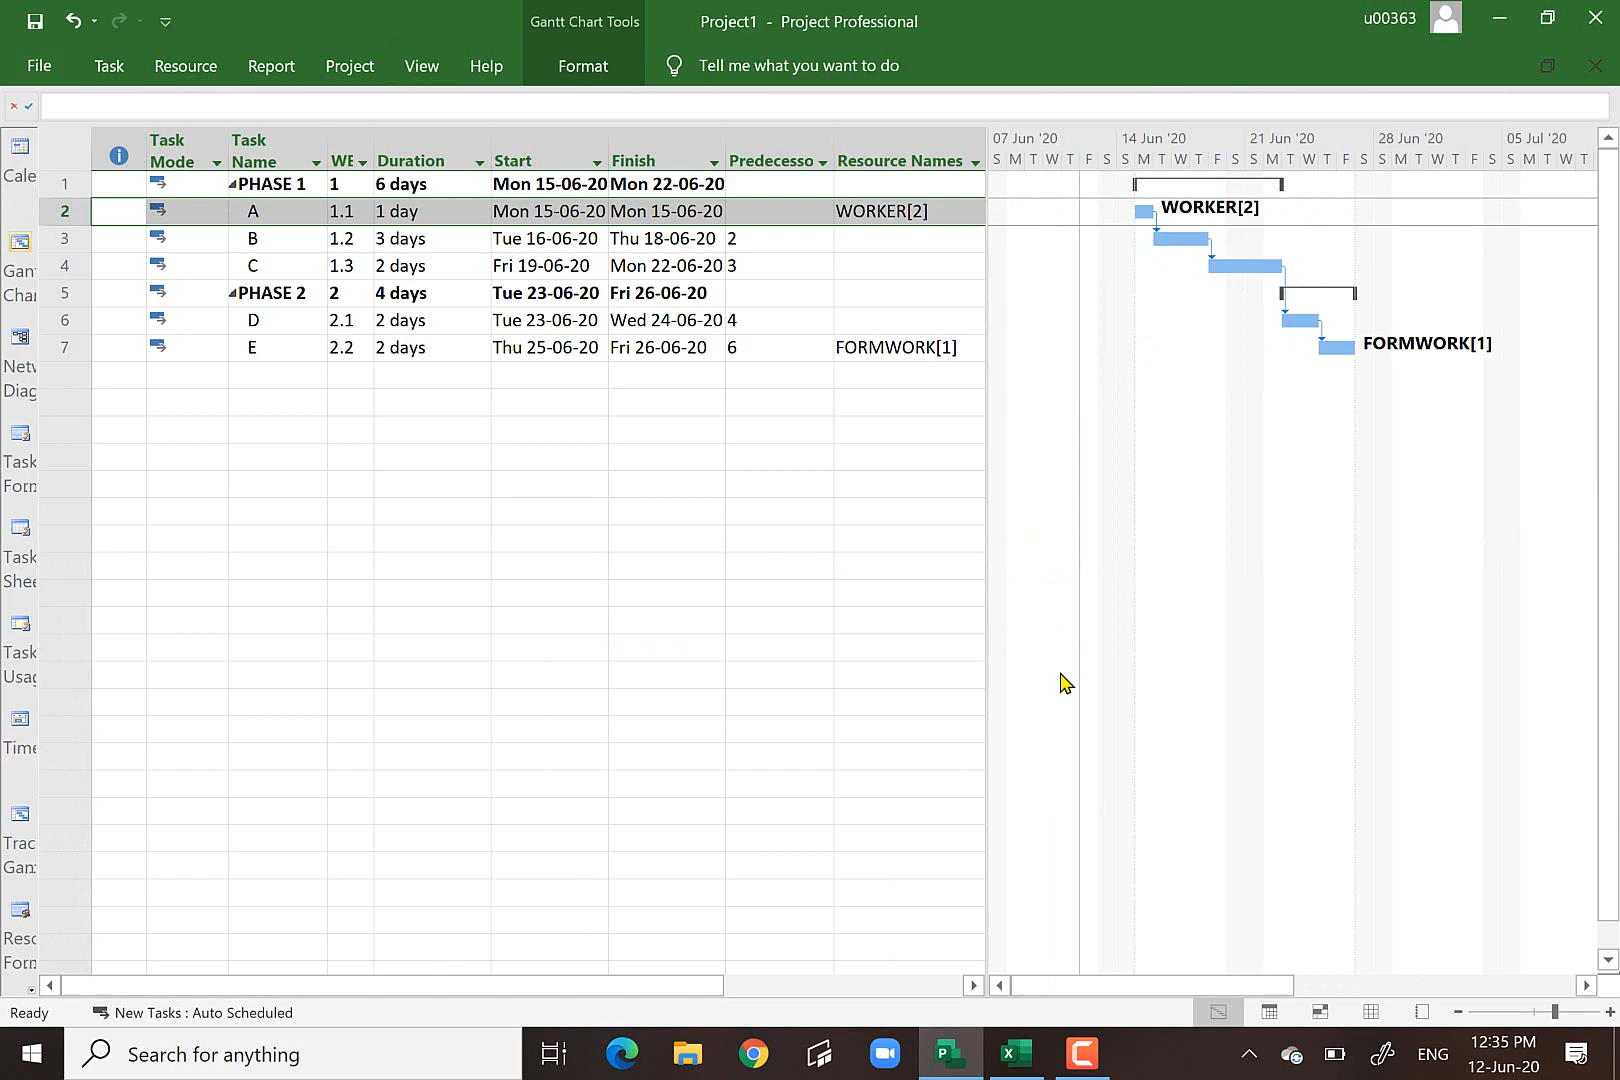 Gantt Chart Tools
Project1 - Project Professional
u00363
File Task Resource Report Project View Help Format Tell me what you want to do
Task Mode
Task Name
WE
Duration
Start
Finish
Predecesso
Resource Names
07 Jun '20
14 Jun '20
21 Jun '20
28 Jun '20
05 Jul '20
S M T W T F S S M T W T F S S M T W T F S S M T W T F S S M T W T
1 PHASE 1 1 6 days Mon 15-06-20 Mon 22-06-20
2 A 1.1 1 day Mon 15-06-20 Mon 15-06-20 WORKER[2] WORKER[2]
3 B 1.2 3 days Tue 16-06-20 Thu 18-06-20 2
4 C 1.3 2 days Fri 19-06-20 Mon 22-06-20 3
5 PHASE 2 2 4 days Tue 23-06-20 Fri 26-06-20
6 D 2.1 2 days Tue 23-06-20 Wed 24-06-20 4
7 E 2.2 2 days Thu 25-06-20 Fri 26-06-20 6 FORMWORK[1] FORMWORK[1]
Cale
Gant
Char
Netv
Diag
Task
Forn
Task
Shee
Task
Usag
Time
Trac
Gan
Resc
Forn
Ready
New Tasks : Auto Scheduled
Search for anything
ENG
12:35 PM
12-Jun-20